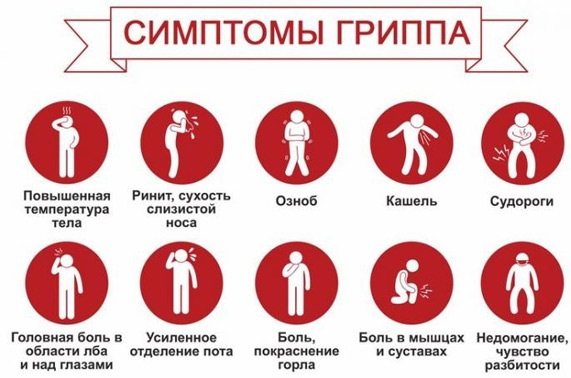 СИМПТОМЫ ГРИППА
Повышенная
температура
тела
Ринит, сухость
слизистой
носа
Озноб
Кашель
Судороги
Головная боль в
области лба
и над глазами
Усиленное
отделение пота
Боль,
покраснение
горла
Боль в мышцах
и суставах
Недомогание,
чувство
разбитости